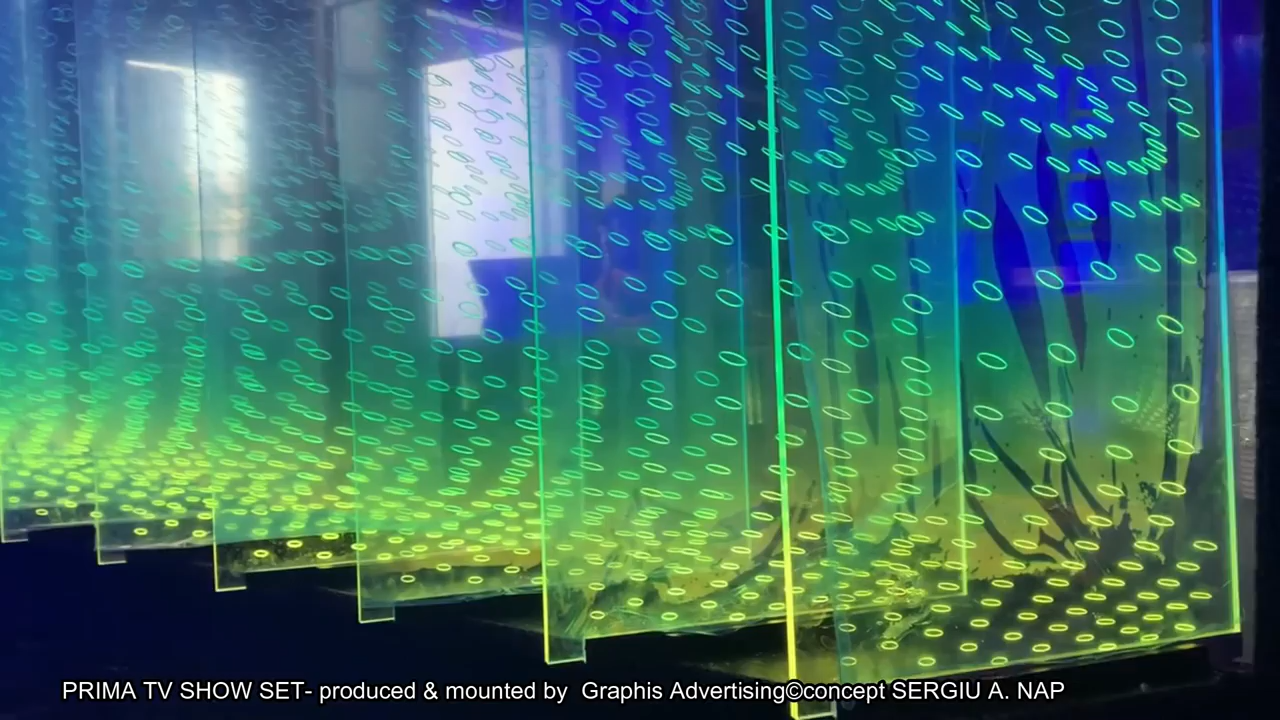 PRIMA TV SHOW SET- produced & mounted by  Graphis Advertising©concept SERGIU A. NAP